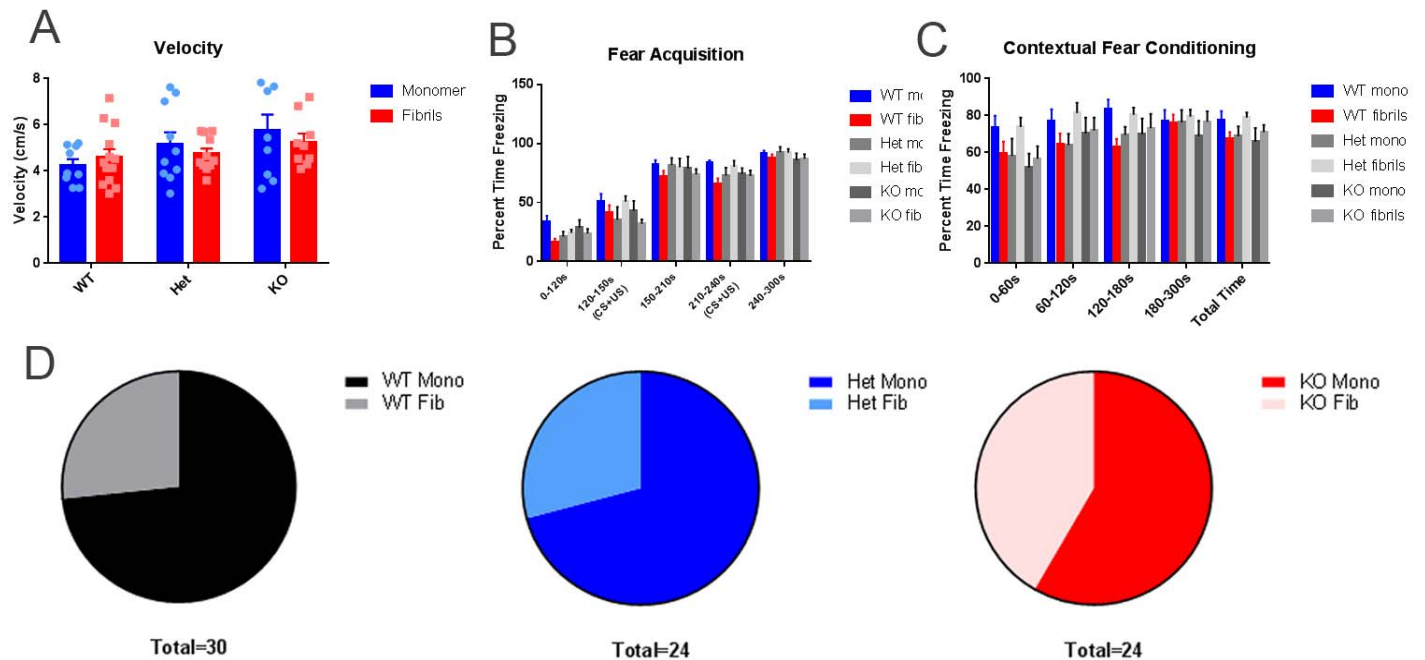 A
Velocity
Velocity (cm/s)
8
6
4
2
0
WT
Het
KO
Monomer
Fibrils
B
Fear Acquisition
Percent Time Freezing
150
100
50
0
0-120s
120-150s
(CS+US)
150-210s
210-240s
(CS+US)
240-300s
WT mo
WT fib
Het mo
Het fib
KO mo
KO fib
C
Contextual Fear Conditioning
Percent Time Freezing
100
80
60
40
20
0
0-60s
60-120s
120-180s
180-300s
Total Time
WT mono
WT fibrils
Het mono
Het fibrils
KO mono
KO fibrils
D
WT Mono
WT Fib
Total=30
Het Mono
Het Fib
Total=24
KO Mono
KO Fib
Total=24